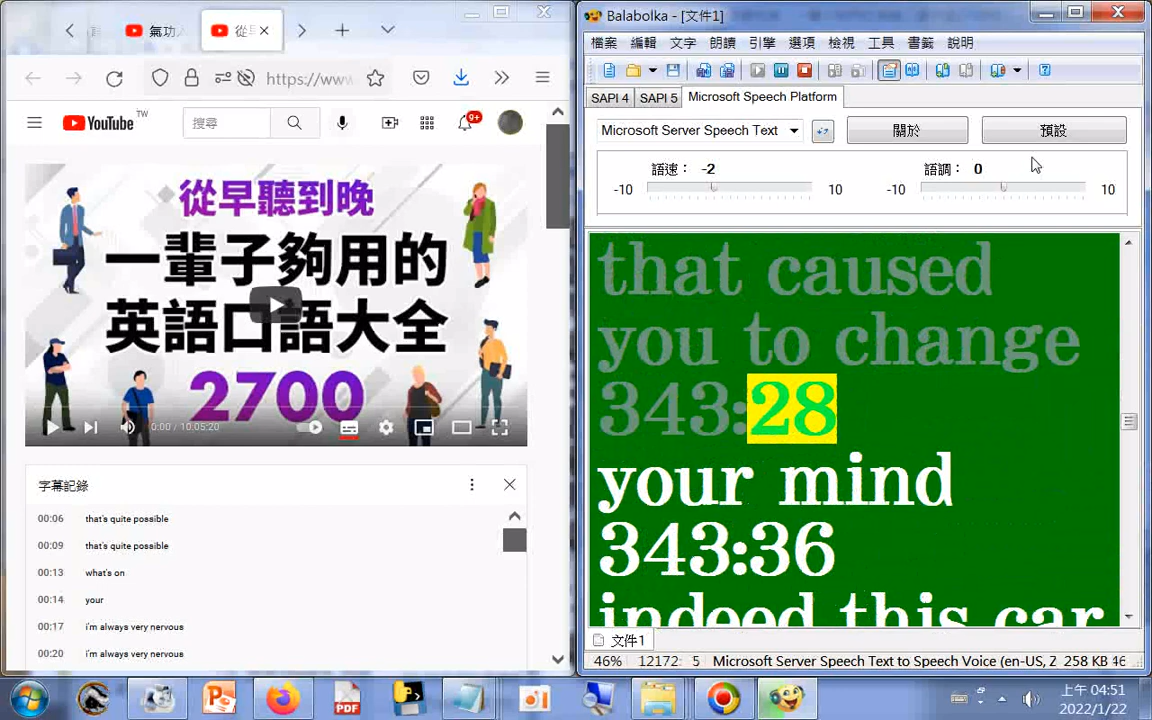 氣功
從
https://www
YouTube TW
搜尋
9+
從早聽到晚
一輩子夠用的
英語口語大全
2700
0:00 / 10:05:20
字幕記錄
00:06 that's quite possible
00:09 that's quite possible
00:13 what's on
00:14 your
00:17 i'm always very nervous
00:20 i'm always very nervous
Balabolka - [文件1]
檔案 編輯 文字 朗讀 引擎 選項 檢視 工具 書籤 說明
SAPI 4 SAPI 5 Microsoft Speech Platform
Microsoft Server Speech Text 關於 預設
語速： -2 語調： 0
-10 10 -10 10
that caused
you to change
343:28
your mind
343:36
indeed this car
文件1
46% 12172: 5 Microsoft Server Speech Text to Speech Voice (en-US, Z 258 KB 46
PDF
上午 04:51
2022/1/22